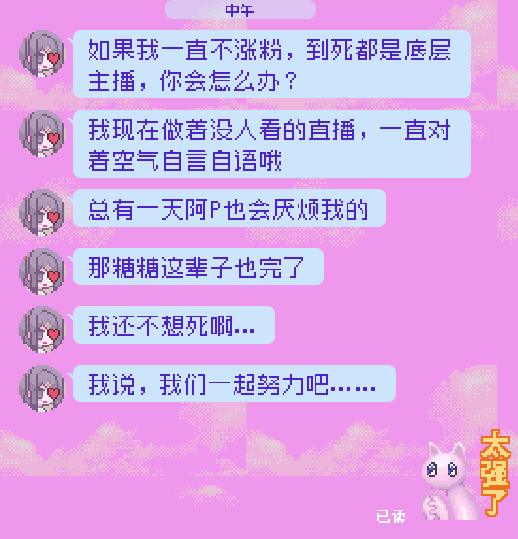 中午
如果我一直不涨粉，到死都是底层
主播，你会怎么办？
我现在做着没人看的直播，一直对
着空气自言自语哦
总有一天阿P也会厌烦我的
那糖糖这辈子也完了
我还不想死啊...
我说，我们一起努力吧......
太强了
已读